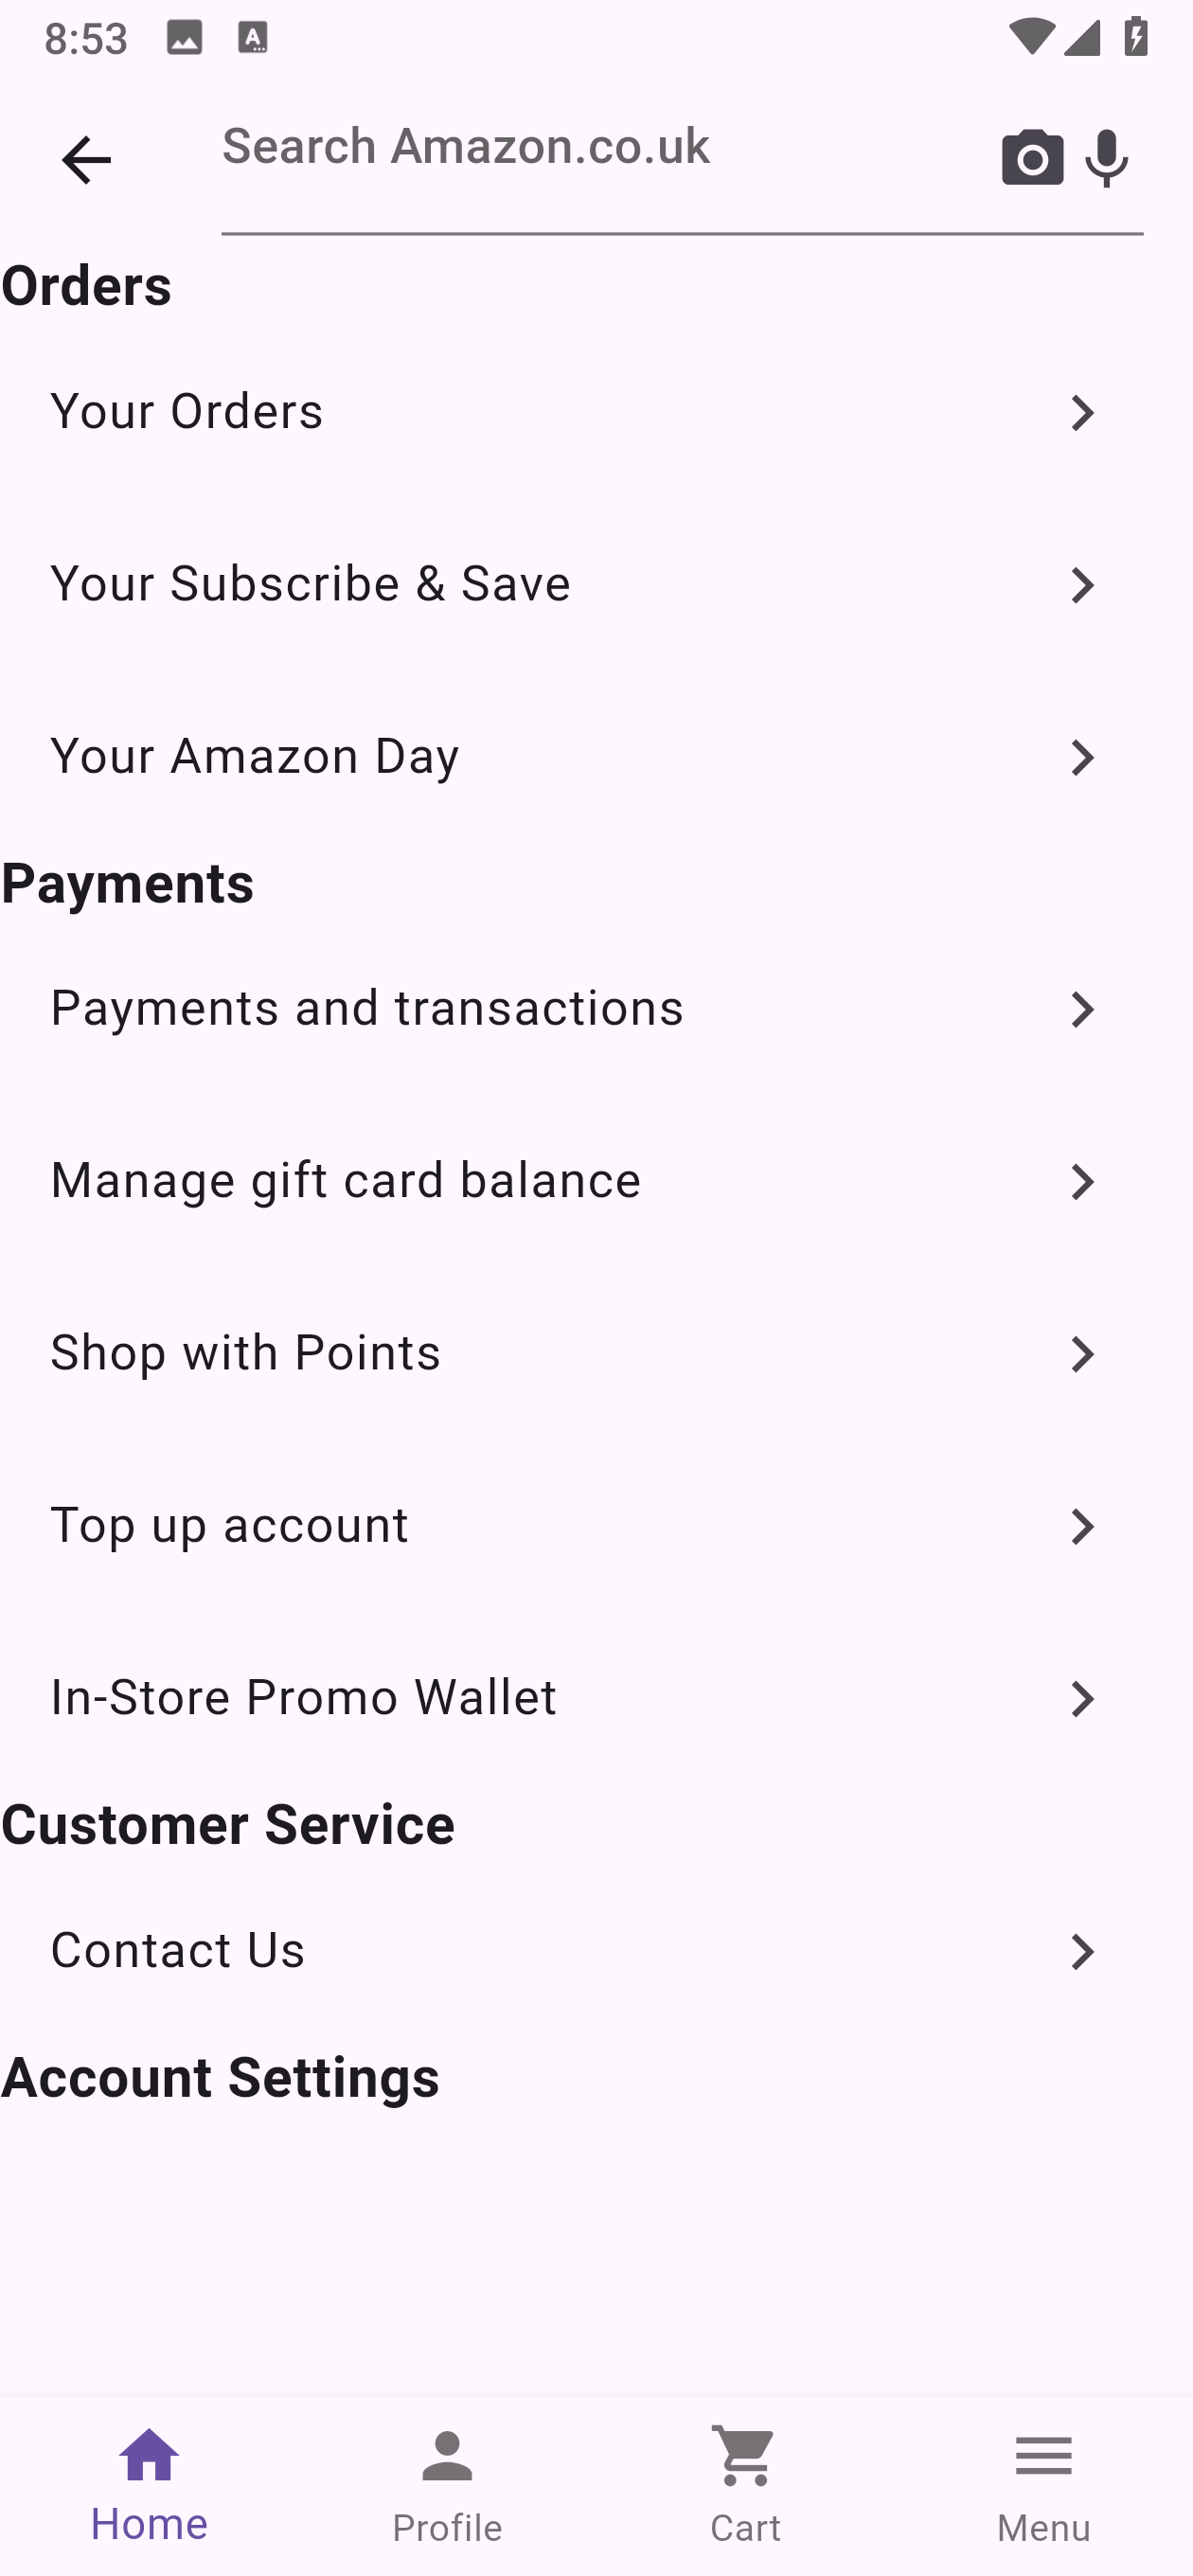 8:53
Search Amazon.co.uk
Orders
Your Orders
Your Subscribe & Save
Your Amazon Day
Payments
Payments and transactions
Manage gift card balance
Shop with Points
Top up account
In-Store Promo Wallet
Customer Service
Contact Us
Account Settings
Home
Profile
Cart
Menu